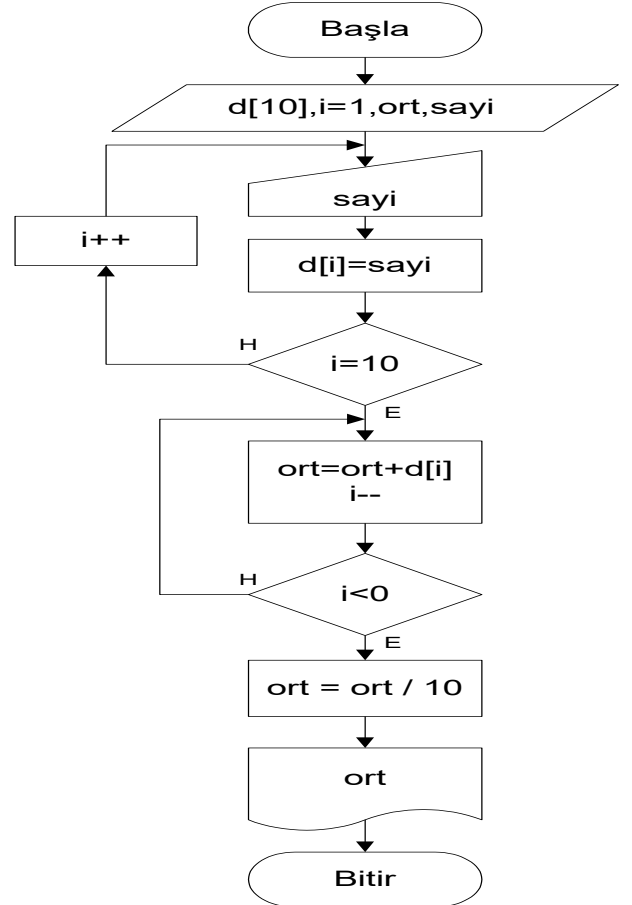 Başla
d[10],i=1,ort,sayi
sayi
i++
d[i]=sayi
H
i=10
E
ort=ort+d[i]
i--
H
i<0
E
ort = ort / 10
ort
Bitir